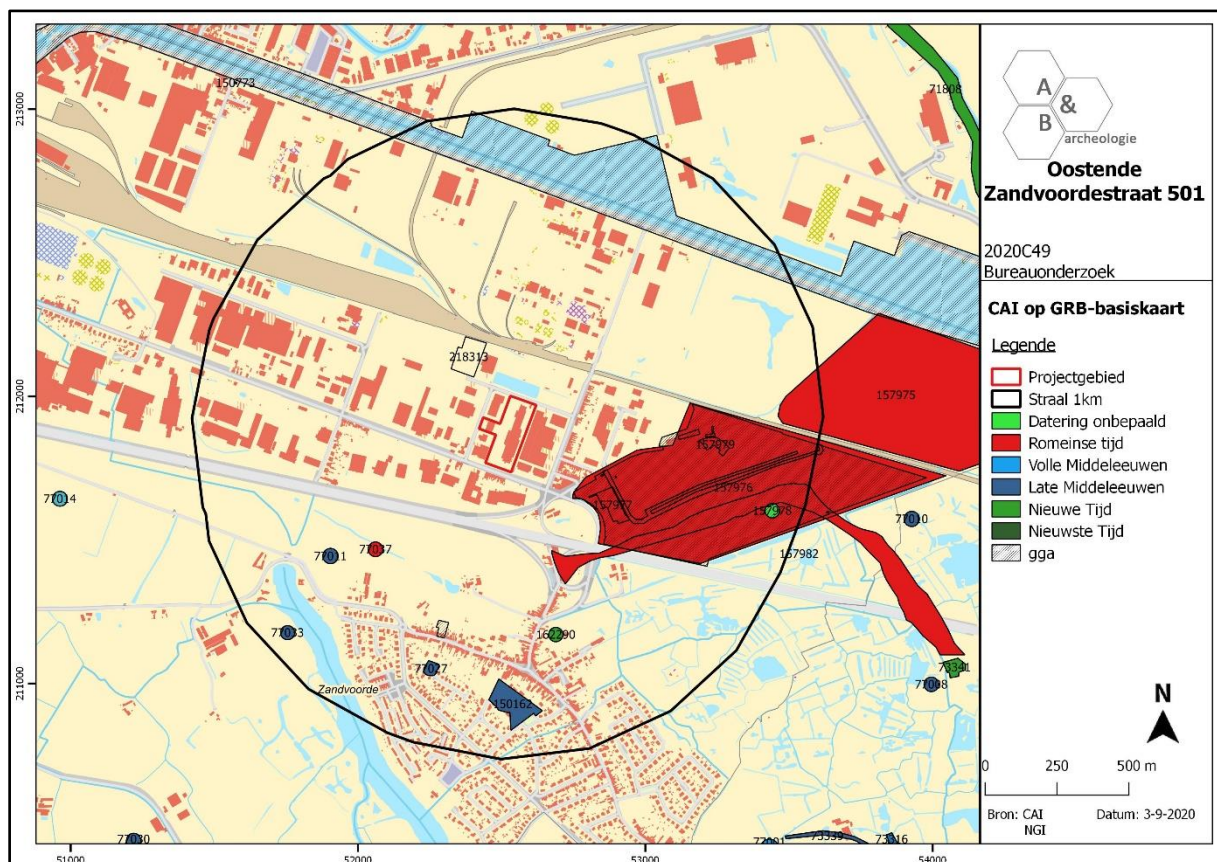 150773
71808
213000
218313
212000
157975
157979
157976
157977
157978
77010
157982
77014
77011
77037
77033
162290
77027
211000
Zandvoorde
150162
73341
77008
77030
73339
73316
51000
52000
53000
54000
A
&
B
archeologie
Oostende
Zandvoordestraat 501
2020C49
Bureauonderzoek
CAI op GRB-basiskaart
Legende
Projectgebied
Straal 1km
Datering onbepaald
Romeinse tijd
Volle Middeleeuwen
Late Middeleeuwen
Nieuwe Tijd
Nieuwste Tijd
gga
N
0 250 500 m
Bron: CAI Datum: 3-9-2020
NGI